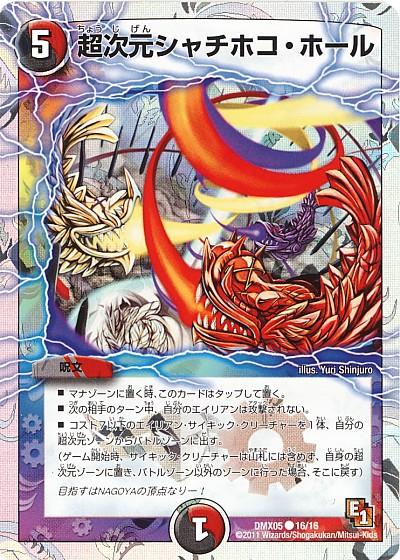 5
ちょうじげん
超次元シャチホコ・ホール
illus. Yuri Shinjuro
呪文
■ マナゾーンに置く時、このカードはタップして置く。
■ 次の相手のターン中、自分のエイリアンは攻撃されない。
■ コスト7以下のエイリアン・サイキック・クリーチャーを1体、自分の
超次元ゾーンからバトルゾーンに出す。
(ゲーム開始時、サイキック・クリーチャーは山札には含めず、自身の超
次元ゾーンに置き、バトルゾーン以外のゾーンに行った場合、そこに戻す)
目指すはNAGOYAの頂点なりー!
1
DMX05 ● 16/16
©2011 Wizards/Shogakukan/Mitsui-Kids
E1